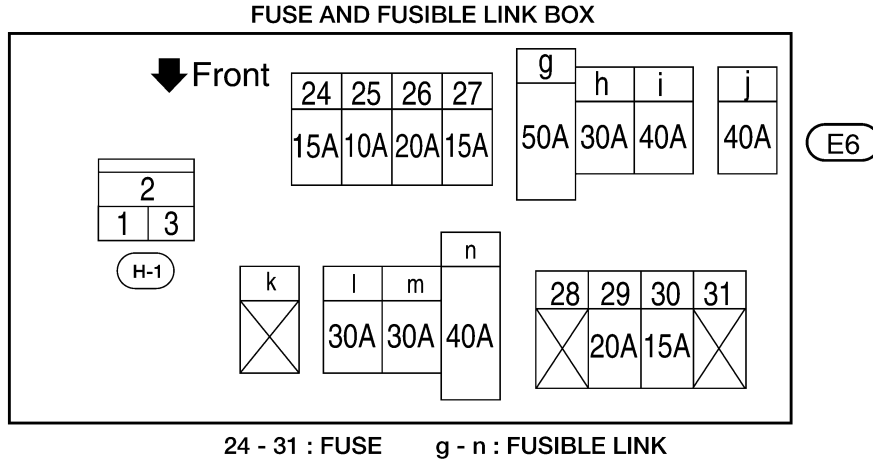 FUSE AND FUSIBLE LINK BOX
Front
24 25 26 27
15A 10A 20A 15A
g h i j
50A 30A 40A 40A
E6
2
1 3
H-1
k l m n
30A 30A 40A
28 29 30 31
20A 15A
24 - 31 : FUSE g - n : FUSIBLE LINK